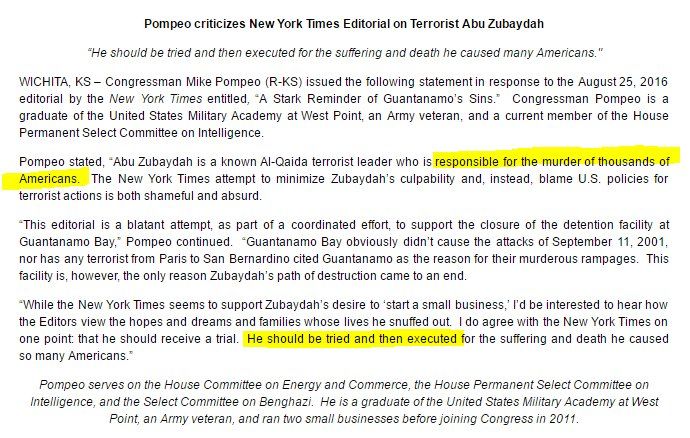 Pompeo criticizes New York Times Editorial on Terrorist Abu Zubaydah
“He should be tried and then executed for the suffering and death he caused many Americans."
WICHITA, KS – Congressman Mike Pompeo (R-KS) issued the following statement in response to the August 25, 2016
editorial by the New York Times entitled, “A Stark Reminder of Guantanamo’s Sins.” Congressman Pompeo is a
graduate of the United States Military Academy at West Point, an Army veteran, and a current member of the House
Permanent Select Committee on Intelligence.
Pompeo stated, “Abu Zubaydah is a known Al-Qaida terrorist leader who is responsible for the murder of thousands of
Americans. The New York Times attempt to minimize Zubaydah’s culpability and, instead, blame U.S. policies for
terrorist actions is both shameful and absurd.
“This editorial is a blatant attempt, as part of a coordinated effort, to support the closure of the detention facility at
Guantanamo Bay,” Pompeo continued. “Guantanamo Bay obviously didn’t cause the attacks of September 11, 2001,
nor has any terrorist from Paris to San Bernardino cited Guantanamo as the reason for their murderous rampages. This
facility is, however, the only reason Zubaydah’s path of destruction came to an end.
“While the New York Times seems to support Zubaydah’s desire to ‘start a small business,’ I’d be interested to hear how
the Editors view the hopes and dreams and families whose lives he snuffed out. I do agree with the New York Times on
one point: that he should receive a trial. He should be tried and then executed for the suffering and death he caused
so many Americans.”
Pompeo serves on the House Committee on Energy and Commerce, the House Permanent Select Committee on
Intelligence, and the Select Committee on Benghazi. He is a graduate of the United States Military Academy at West
Point, an Army veteran, and ran two small businesses before joining Congress in 2011.